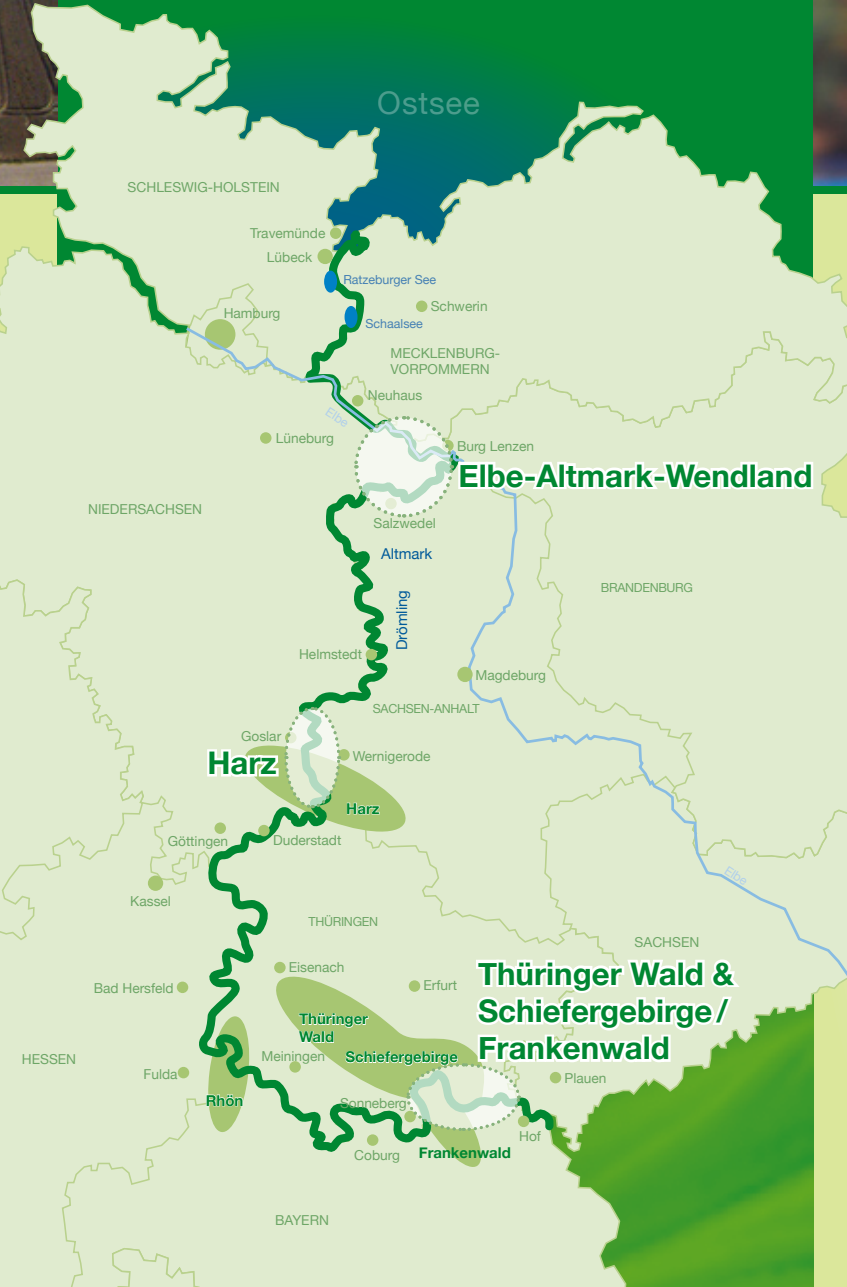 Ostsee
SCHLESWIG-HOLSTEIN
Travemünde
Lübeck
Ratzeburger See
Schwerin
Hamburg
Schaalsee
MECKLENBURG-
VORPOMMERN
Neuhaus
Elbe
Lüneburg
Burg Lenzen
Elbe-Altmark-Wendland
NIEDERSACHSEN
Salzwedel
Altmark
BRANDENBURG
Drömling
Helmstedt
Magdeburg
SACHSEN-ANHALT
Goslar
Wernigerode
Harz
Harz
Göttingen
Duderstadt
Elbe
Kassel
THÜRINGEN
SACHSEN
Eisenach
Thüringer Wald &
Schiefergebirge/
Frankenwald
Bad Hersfeld
Erfurt
Thüringer
Wald
HESSEN
Meiningen
Schiefergebirge
Fulda
Plauen
Rhön
Sonneberg
Hof
Coburg
Frankenwald
BAYERN